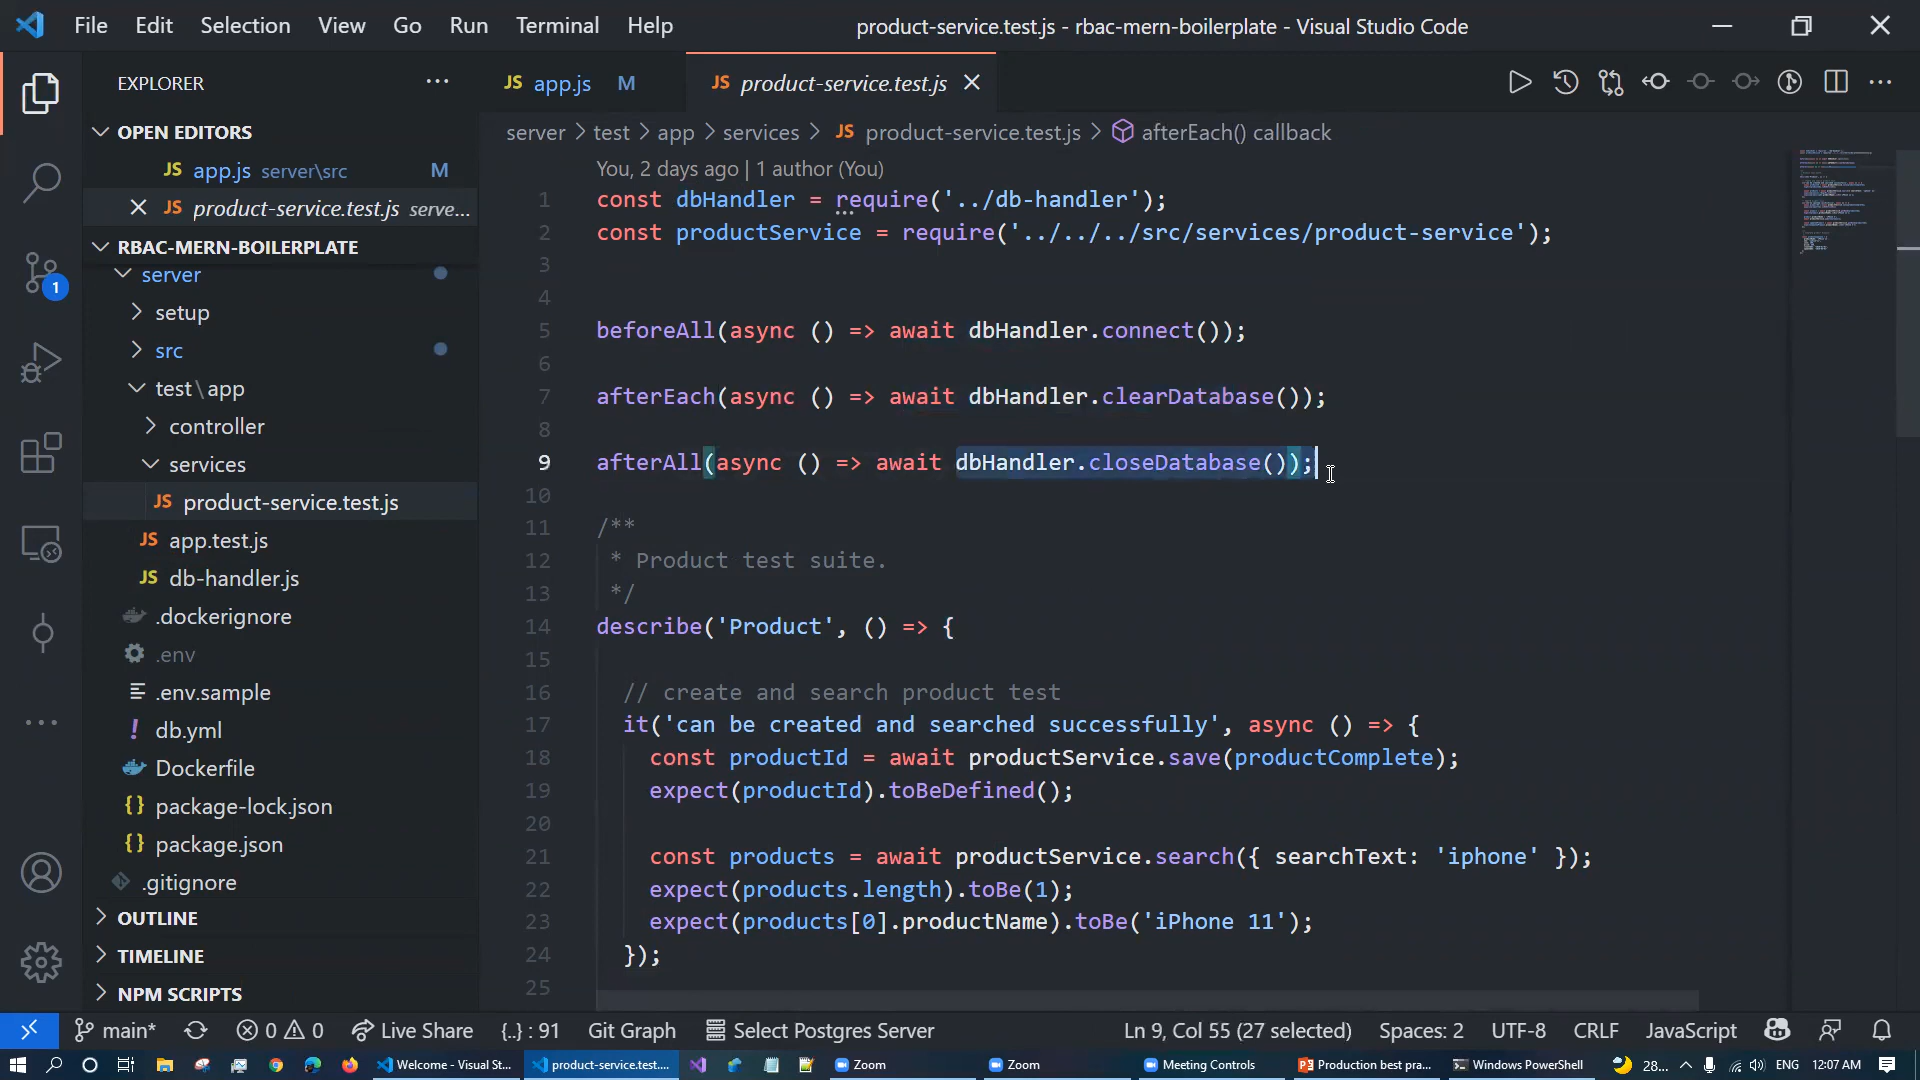 File Edit Selection View Go Run Terminal Help product-service.test.js - rbac-mern-boilerplate - Visual Studio Code
EXPLORER ...
JS app.js M JS product-service.test.js
OPEN EDITORS
server > test > app > services > JS product-service.test.js > afterEach() callback
JS app.js server\src M
JS product-service.test.js serve...
RBAC-MERN-BOILERPLATE
server
setup
src
test\app
controller
services
JS product-service.test.js
JS app.test.js
JS db-handler.js
.dockerignore
.env
.env.sample
! db.yml
Dockerfile
{} package-lock.json
{} package.json
.gitignore
OUTLINE
TIMELINE
NPM SCRIPTS
1
You, 2 days ago | 1 author (You)
1 const dbHandler = require('../db-handler');
2 const productService = require('../../../src/services/product-service');
3
4
5 beforeAll(async () => await dbHandler.connect());
6
7 afterEach(async () => await dbHandler.clearDatabase());
8
9 afterAll(async () => await dbHandler.closeDatabase());
10
11 /**
12 * Product test suite.
13 */
14 describe('Product', () => {
15
16 // create and search product test
17 it('can be created and searched successfully', async () => {
18 const productId = await productService.save(productComplete);
19 expect(productId).toBeDefined();
20
21 const products = await productService.search({ searchText: 'iphone' });
22 expect(products.length).toBe(1);
23 expect(products[0].productName).toBe('iPhone 11');
24 });
25
main* 0 0 Live Share {..} : 91 Git Graph Select Postgres Server Ln 9, Col 55 (27 selected) Spaces: 2 UTF-8 CRLF JavaScript
Welcome - Visual St... product-service.test.... Zoom Zoom Meeting Controls Production best pra... Windows PowerShell 28... ENG 12:07 AM